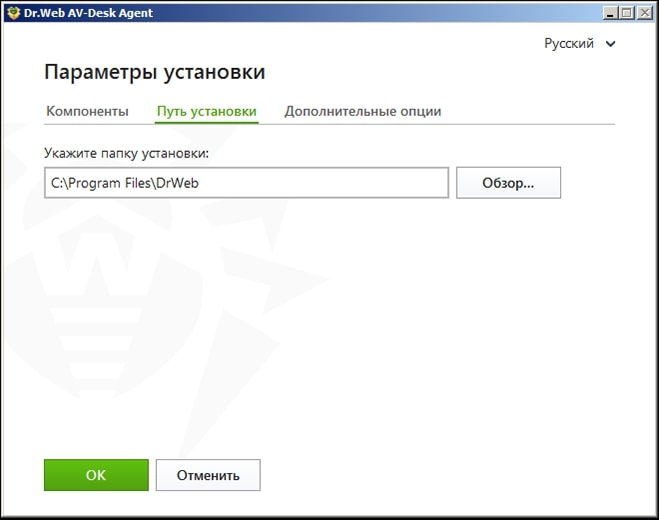 Dr.Web AV-Desk Agent
Русский
Параметры установки
Компоненты Путь установки Дополнительные опции
Укажите папку установки:
C:\Program Files\DrWeb Обзор...
OK Отменить